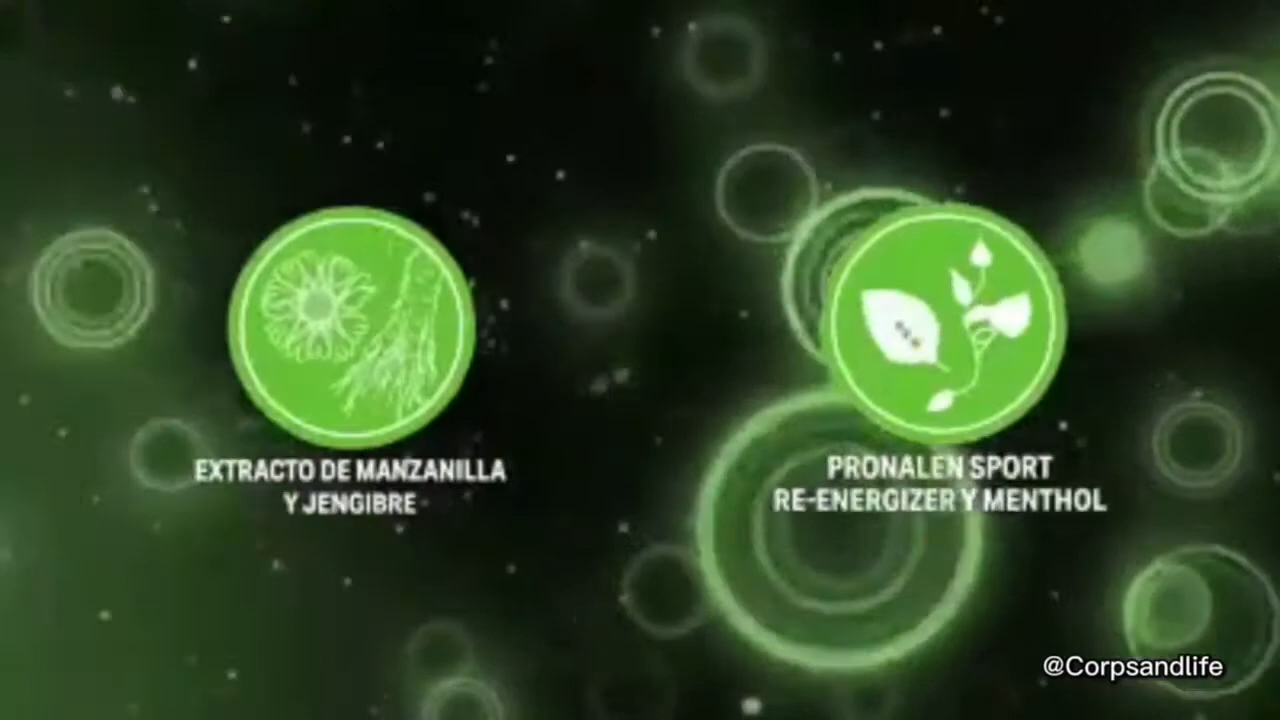 EXTRACTO DE MANZANILLA
Y JENGIBRE
PRONALEN SPORT
RE-ENERGIZER Y MENTHOL
@Corpsandlife